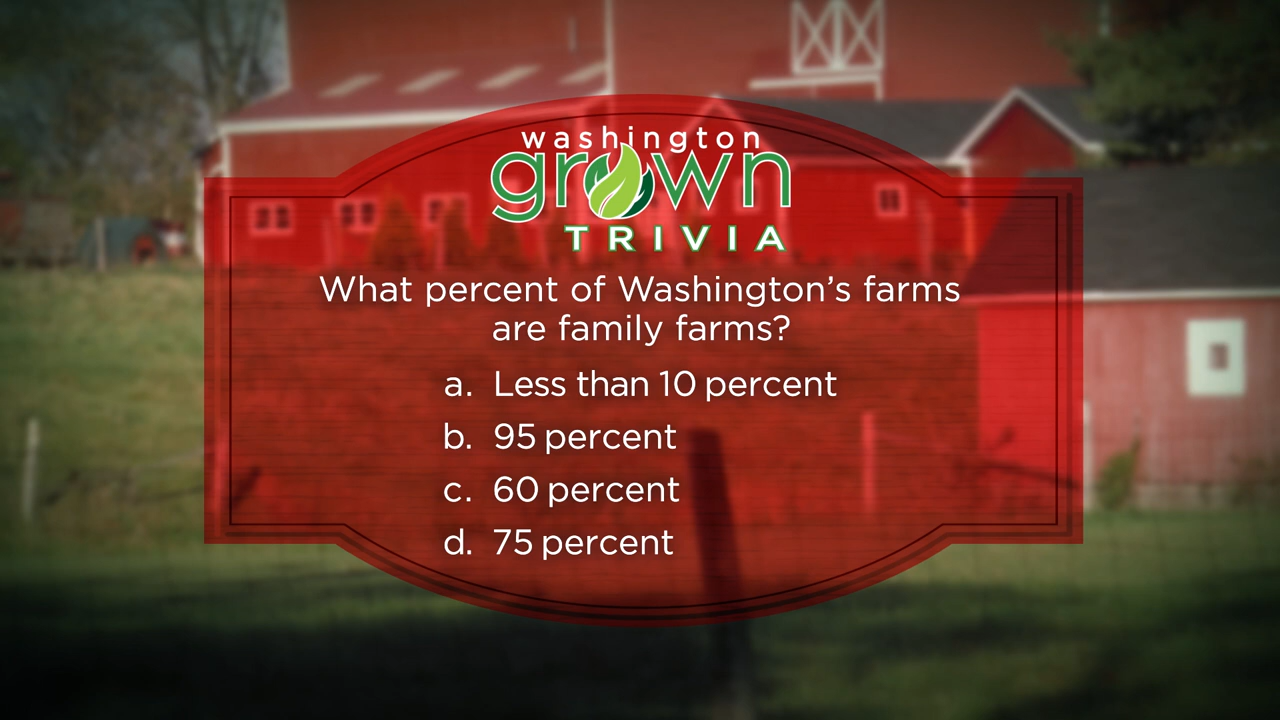 washington
grown
TRIVIA
What percent of Washington’s farms
are family farms?
a. Less than 10 percent
b. 95 percent
c. 60 percent
d. 75 percent